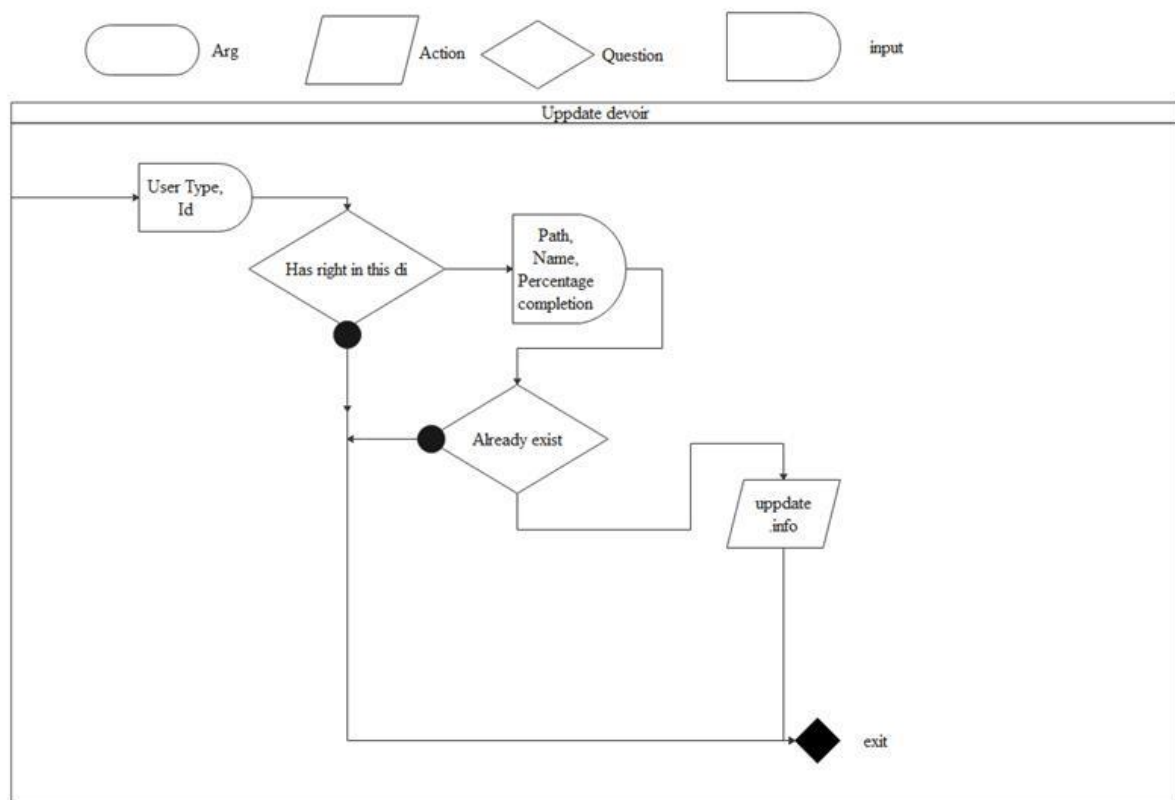 Arg
Action
Question
input
Uppdate devoir
User Type,
Id
Has right in this di
Path,
Name,
Percentage
completion
Already exist
uppdate
.info
exit